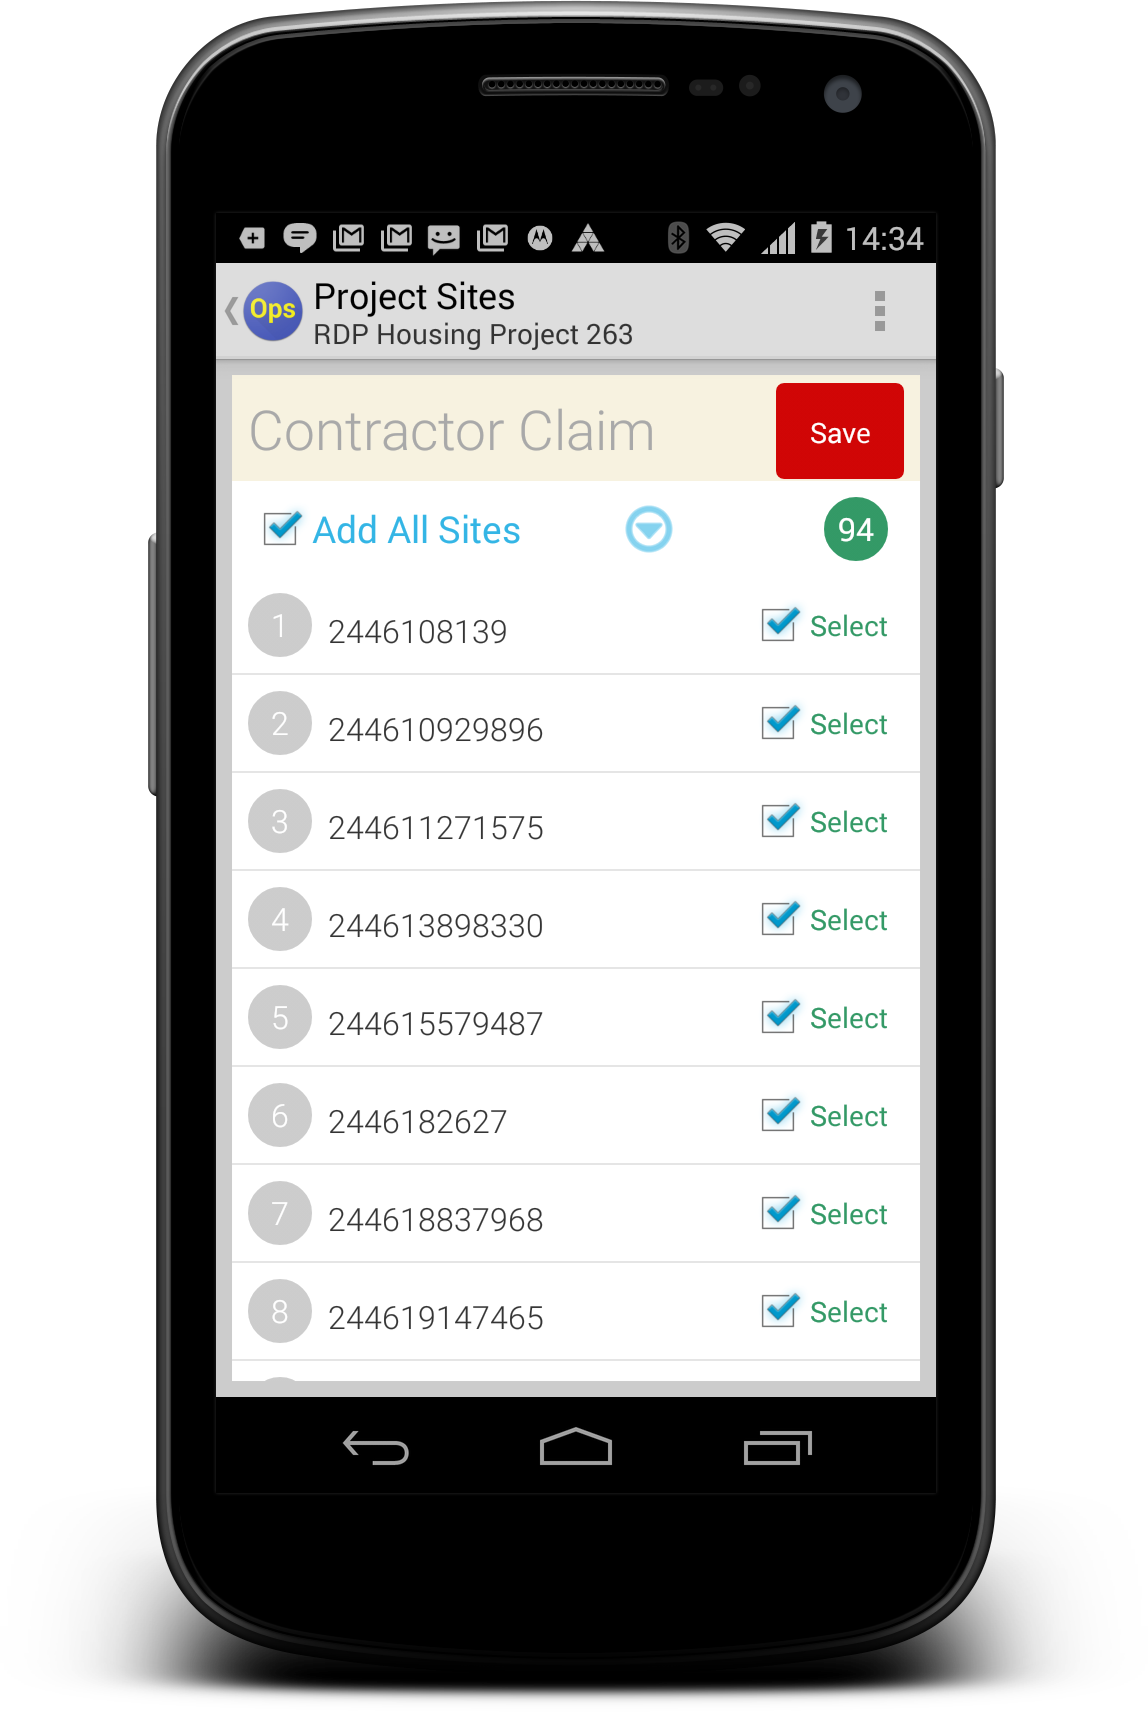 14:34
Ops
Project Sites
RDP Housing Project 263
Contractor Claim
Save
Add All Sites
94
1 2446108139 Select
2 244610929896 Select
3 244611271575 Select
4 244613898330 Select
5 244615579487 Select
6 2446182627 Select
7 244618837968 Select
8 244619147465 Select